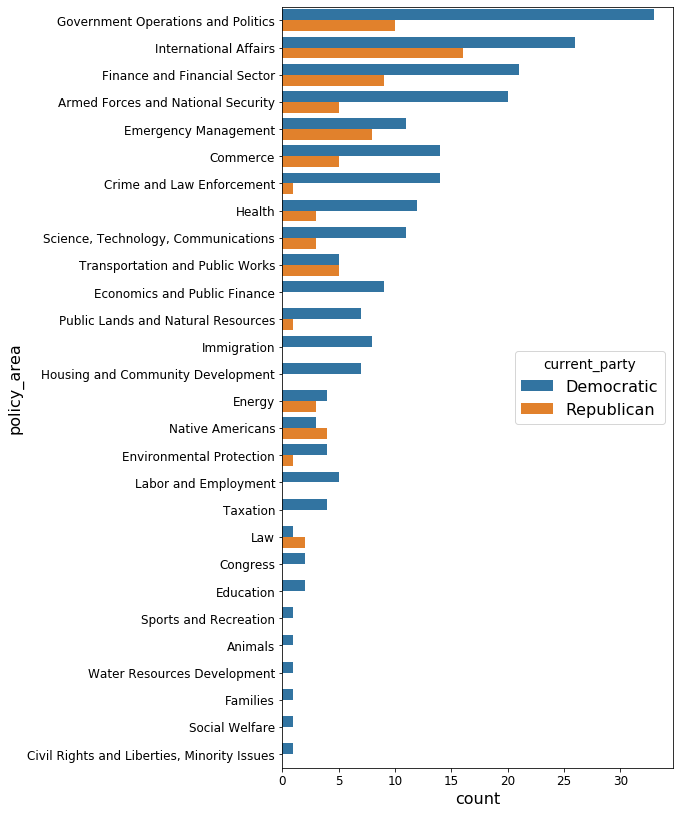 Government Operations and Politics
International Affairs
Finance and Financial Sector
Armed Forces and National Security
Emergency Management
Commerce
Crime and Law Enforcement
Health
Science, Technology, Communications
Transportation and Public Works
Economics and Public Finance
Public Lands and Natural Resources
Immigration
Housing and Community Development
Energy
Native Americans
Environmental Protection
Labor and Employment
Taxation
Law
Congress
Education
Sports and Recreation
Animals
Water Resources Development
Families
Social Welfare
Civil Rights and Liberties, Minority Issues
policy_area
current_party
Democratic
Republican
0 5 10 15 20 25 30
count